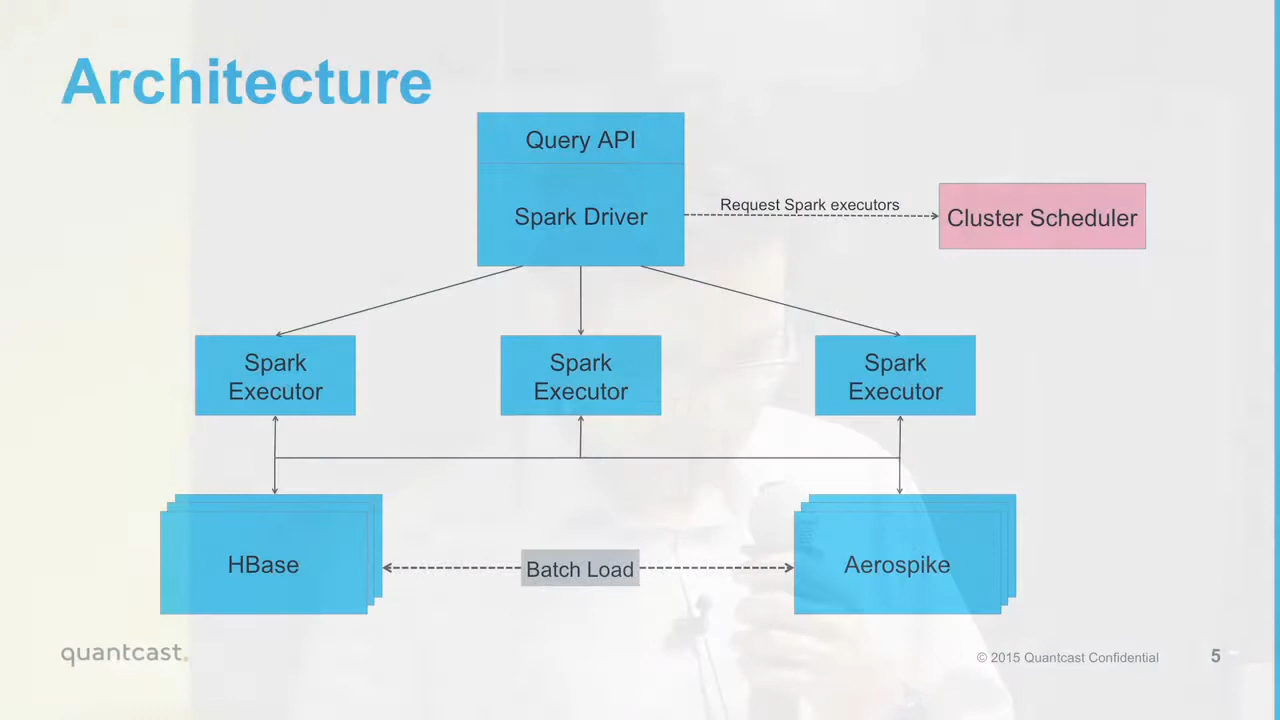 Architecture
Query API
Spark Driver
Request Spark executors
Cluster Scheduler
Spark
Executor
Spark
Executor
Spark
Executor
HBase
Batch Load
Aerospike
quantcast.
© 2015 Quantcast Confidential
5